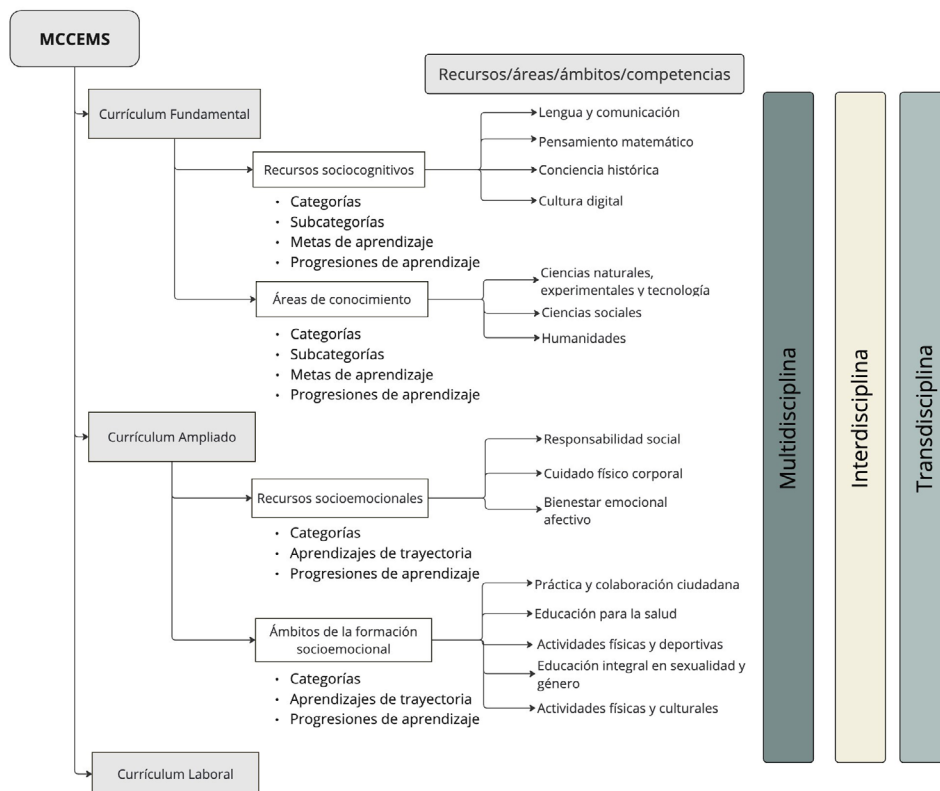 MCCEMS
Recursos/áreas/ámbitos/competencias
Currículum Fundamental
Recursos sociocognitivos
• Categorías
• Subcategorías
• Metas de aprendizaje
• Progresiones de aprendizaje
Lengua y comunicación
Pensamiento matemático
Conciencia histórica
Cultura digital
Áreas de conocimiento
• Categorías
• Subcategorías
• Metas de aprendizaje
• Progresiones de aprendizaje
Ciencias naturales,
experimentales y tecnología
Ciencias sociales
Humanidades
Currículum Ampliado
Recursos socioemocionales
• Categorías
• Aprendizajes de trayectoria
• Progresiones de aprendizaje
Responsabilidad social
Cuidado físico corporal
Bienestar emocional
afectivo
Ámbitos de la formación
socioemocional
• Categorías
• Aprendizajes de trayectoria
• Progresiones de aprendizaje
Práctica y colaboración ciudadana
Educación para la salud
Actividades físicas y deportivas
Educación integral en sexualidad y
género
Actividades físicas y culturales
Currículum Laboral
Multidisciplina
Interdisciplina
Transdisciplina